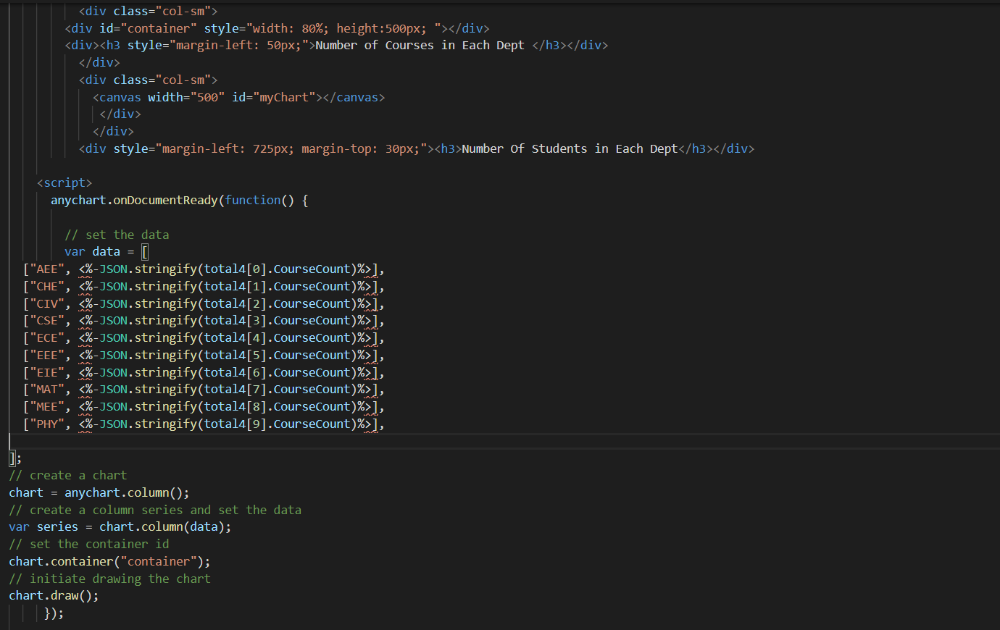 <div class="col-sm">
<div id="container" style="width: 80%; height:500px; "></div>
<div><h3 style="margin-left: 50px;">Number of Courses in Each Dept </h3></div>
</div>
<div class="col-sm">
<canvas width="500" id="myChart"></canvas>
</div>
</div>
<div style="margin-left: 725px; margin-top: 30px;"><h3>Number Of Students in Each Dept</h3></div>
<script>
anychart.onDocumentReady(function() {
// set the data
var data = [
["AEE", <%-JSON.stringify(total4[0].CourseCount)%>],
["CHE", <%-JSON.stringify(total4[1].CourseCount)%>],
["CIV", <%-JSON.stringify(total4[2].CourseCount)%>],
["CSE", <%-JSON.stringify(total4[3].CourseCount)%>],
["ECE", <%-JSON.stringify(total4[4].CourseCount)%>],
["EEE", <%-JSON.stringify(total4[5].CourseCount)%>],
["EIE", <%-JSON.stringify(total4[6].CourseCount)%>],
["MAT", <%-JSON.stringify(total4[7].CourseCount)%>],
["MEE", <%-JSON.stringify(total4[8].CourseCount)%>],
["PHY", <%-JSON.stringify(total4[9].CourseCount)%>],
];
// create a chart
chart = anychart.column();
// create a column series and set the data
var series = chart.column(data);
// set the container id
chart.container("container");
// initiate drawing the chart
chart.draw();
});